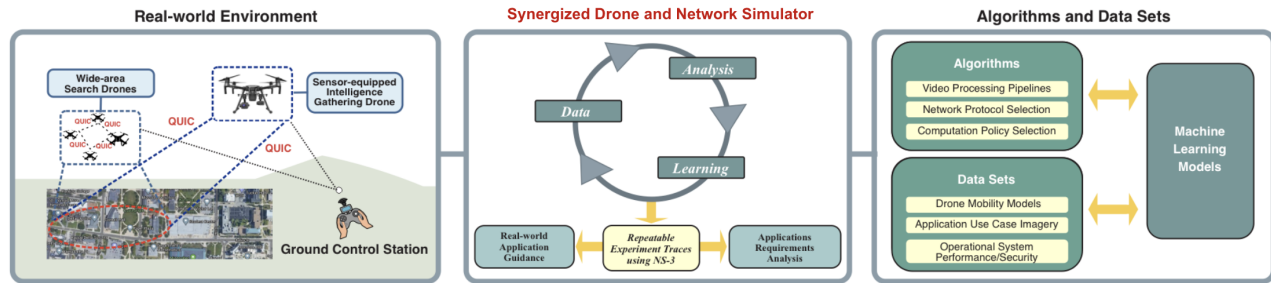 Real-world Environment
Wide-area
Search Drones
Sensor-equipped
Intelligence
Gathering Drone
QUIC
QUIC
QUIC
QUIC
QUIC
QUIC
Ground Control Station
Synergized Drone and Network Simulator
Analysis
Data
Learning
Real-world
Application
Guidance
Repeatable
Experiment Traces
using NS-3
Applications
Requirements
Analysis
Algorithms and Data Sets
Algorithms
Video Processing Pipelines
Network Protocol Selection
Computation Policy Selection
Data Sets
Drone Mobility Models
Application Use Case Imagery
Operational System
Performance/Security
Machine
Learning
Models